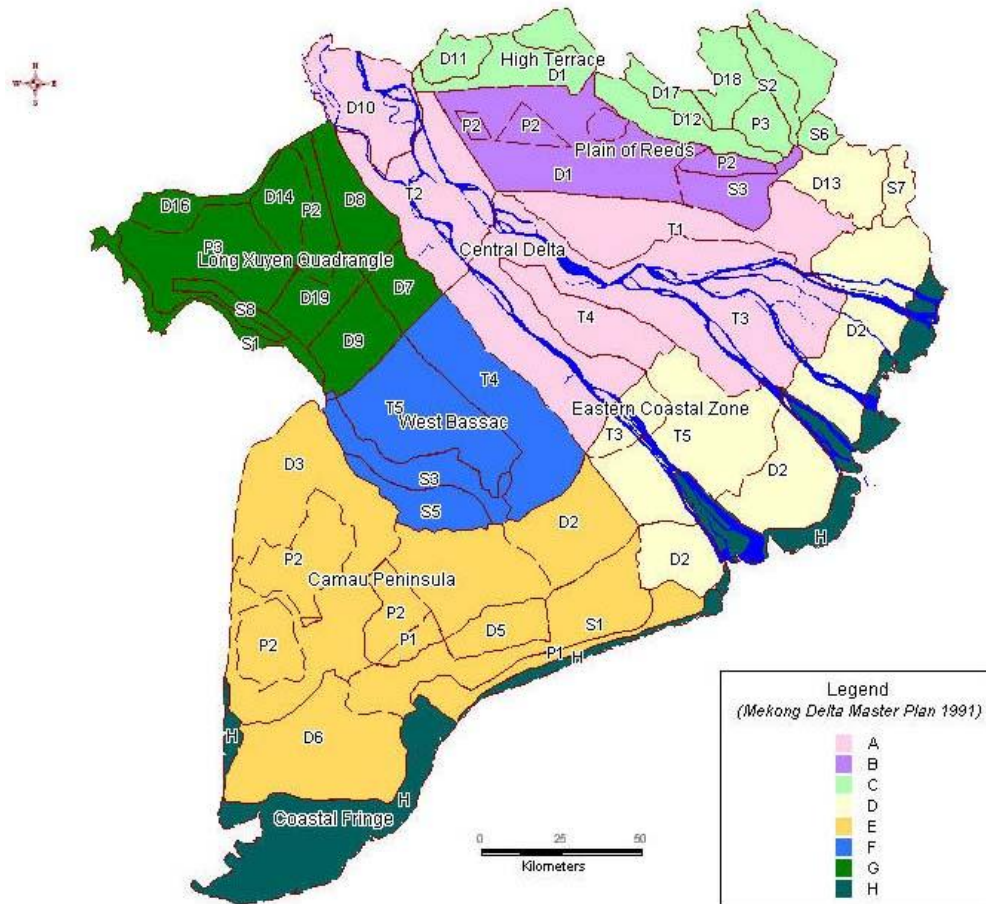 N
W E
S
D11
High Terrace
D1
D18
S2
D17
D12
P3
S6
D10
P2
P2
Plain of Reeds
P2
D1
S3
D13
S7
T2
D16
D14
P2
D8
P3
Long Xuyen Quadrangle
D19
D7
S8
S1
D9
Central Delta
T1
T4
T3
D2
T4
T5
West Bassac
Eastern Coastal Zone
T3
T5
D2
S3
S5
D3
D2
H
P2
Camau Peninsula
D2
P2
P1
D5
S1
P2
P1
H
H
D6
H
Coastal Fringe
0 25 50
Kilometers
Legend
(Mekong Delta Master Plan 1991)
A
B
C
D
E
F
G
H